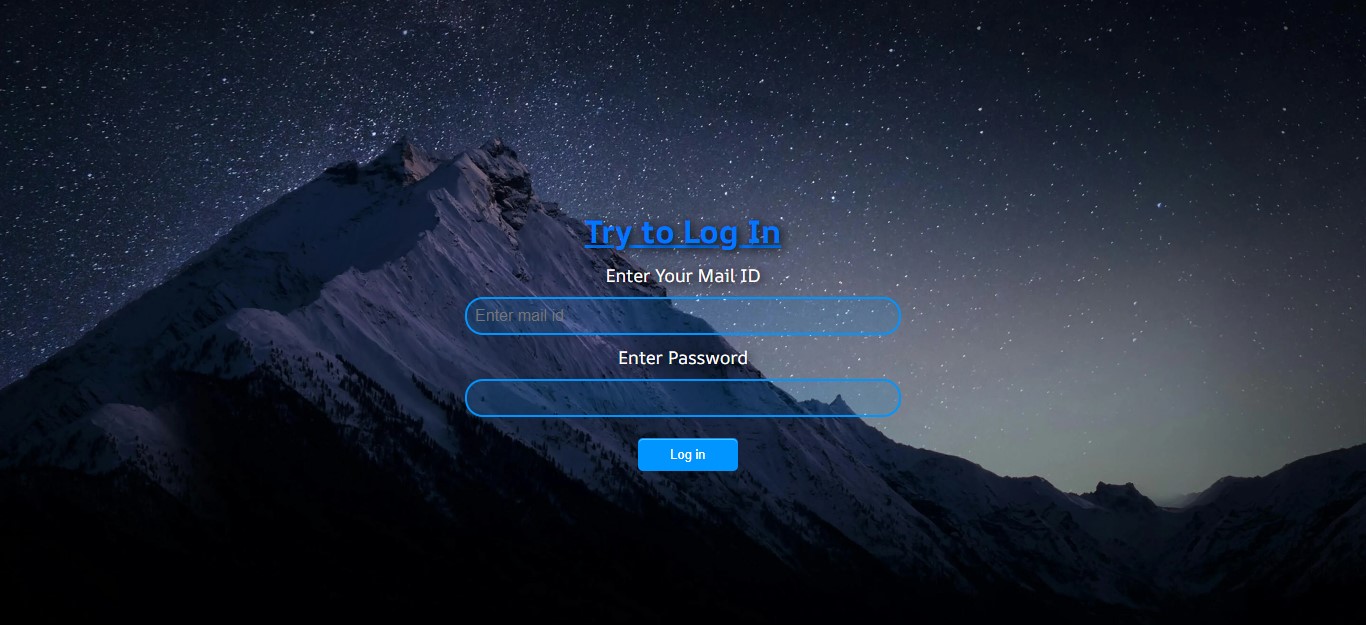 Try to Log In
Enter Your Mail ID
Enter mail id
Enter Password
Log in